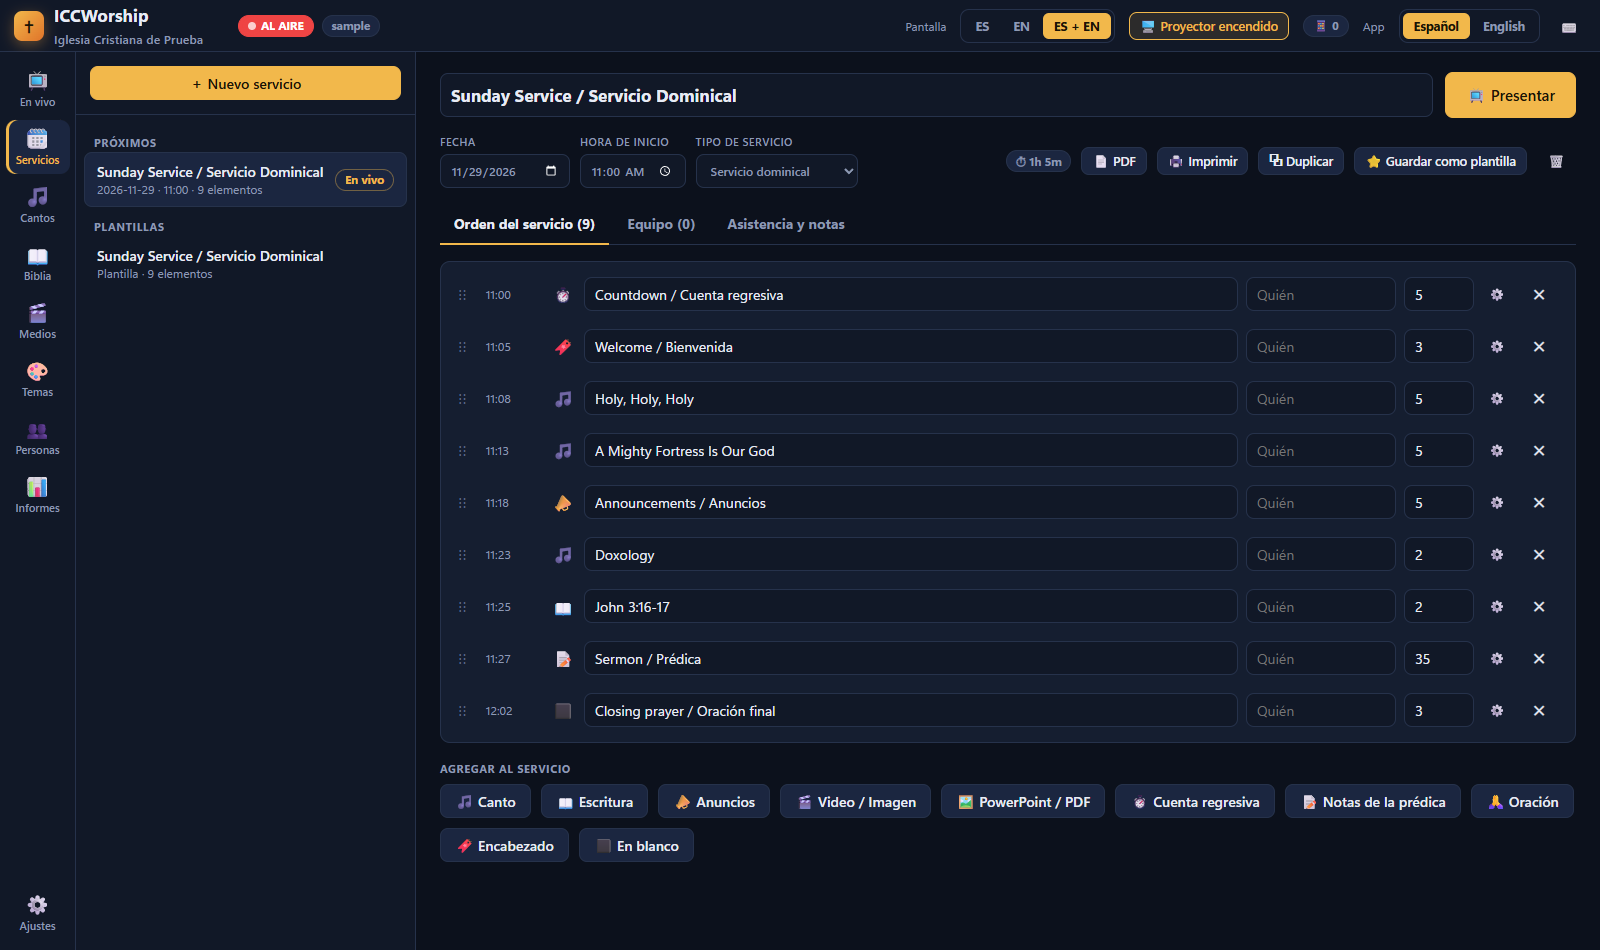 ICCWorship
Iglesia Cristiana de Prueba
AL AIRE
sample
Pantalla
ES
EN
ES + EN
Proyector encendido
0
App
Español
English
En vivo
Servicios
Cantos
Biblia
Medios
Temas
Personas
Informes
Ajustes
+ Nuevo servicio
PRÓXIMOS
Sunday Service / Servicio Dominical
2026-11-29 · 11:00 · 9 elementos
En vivo
PLANTILLAS
Sunday Service / Servicio Dominical
Plantilla · 9 elementos
Sunday Service / Servicio Dominical
Presentar
FECHA
HORA DE INICIO
TIPO DE SERVICIO
11/29/2026
11:00 AM
Servicio dominical
1h 5m
PDF
Imprimir
Duplicar
Guardar como plantilla
Orden del servicio (9)
Equipo (0)
Asistencia y notas
11:00 Countdown / Cuenta regresiva Quién 5
11:05 Welcome / Bienvenida Quién 3
11:08 Holy, Holy, Holy Quién 5
11:13 A Mighty Fortress Is Our God Quién 5
11:18 Announcements / Anuncios Quién 5
11:23 Doxology Quién 2
11:25 John 3:16-17 Quién 2
11:27 Sermon / Prédica Quién 35
12:02 Closing prayer / Oración final Quién 3
AGREGAR AL SERVICIO
Canto
Escritura
Anuncios
Video / Imagen
PowerPoint / PDF
Cuenta regresiva
Notas de la prédica
Oración
Encabezado
En blanco